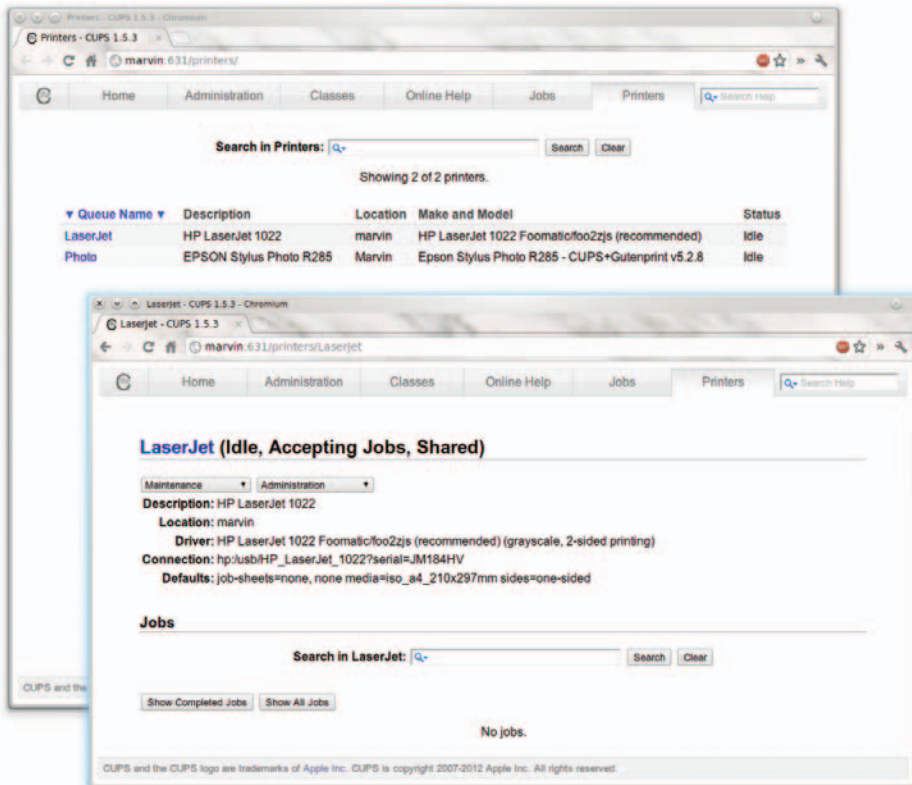 Printers - CUPS 1.5.3 - Chromium
Printers - CUPS 1.5.3
marvin:631/printers/
Home Administration Classes Online Help Jobs Printers Search Help
Search in Printers: Search Clear
Showing 2 of 2 printers.
▼ Queue Name ▼ Description Location Make and Model Status
LaserJet HP LaserJet 1022 marvin HP LaserJet 1022 Foomatic/foo2zjs (recommended) Idle
Photo EPSON Stylus Photo R285 Marvin Epson Stylus Photo R285 - CUPS+Gutenprint v5.2.8 Idle
CUPS and the
Laserjet - CUPS 1.5.3 - Chromium
Laserjet - CUPS 1.5.3
marvin:631/printers/Laserjet
Home Administration Classes Online Help Jobs Printers Search Help
LaserJet (Idle, Accepting Jobs, Shared)
Maintenance Administration
Description: HP LaserJet 1022
Location: marvin
Driver: HP LaserJet 1022 Foomatic/foo2zjs (recommended) (grayscale, 2-sided printing)
Connection: hp:/usb/HP_LaserJet_1022?serial=JM184HV
Defaults: job-sheets=none, none media=iso_a4_210x297mm sides=one-sided
Jobs
Search in LaserJet: Search Clear
Show Completed Jobs Show All Jobs
No jobs.
CUPS and the CUPS logo are trademarks of Apple Inc. CUPS is copyright 2007-2012 Apple Inc. All rights reserved.